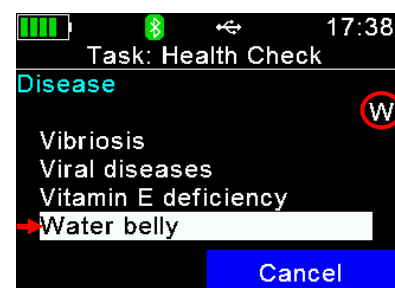 17:38
Task: Health Check
Disease
W
Vibriosis
Viral diseases
Vitamin E deficiency
Water belly
Cancel